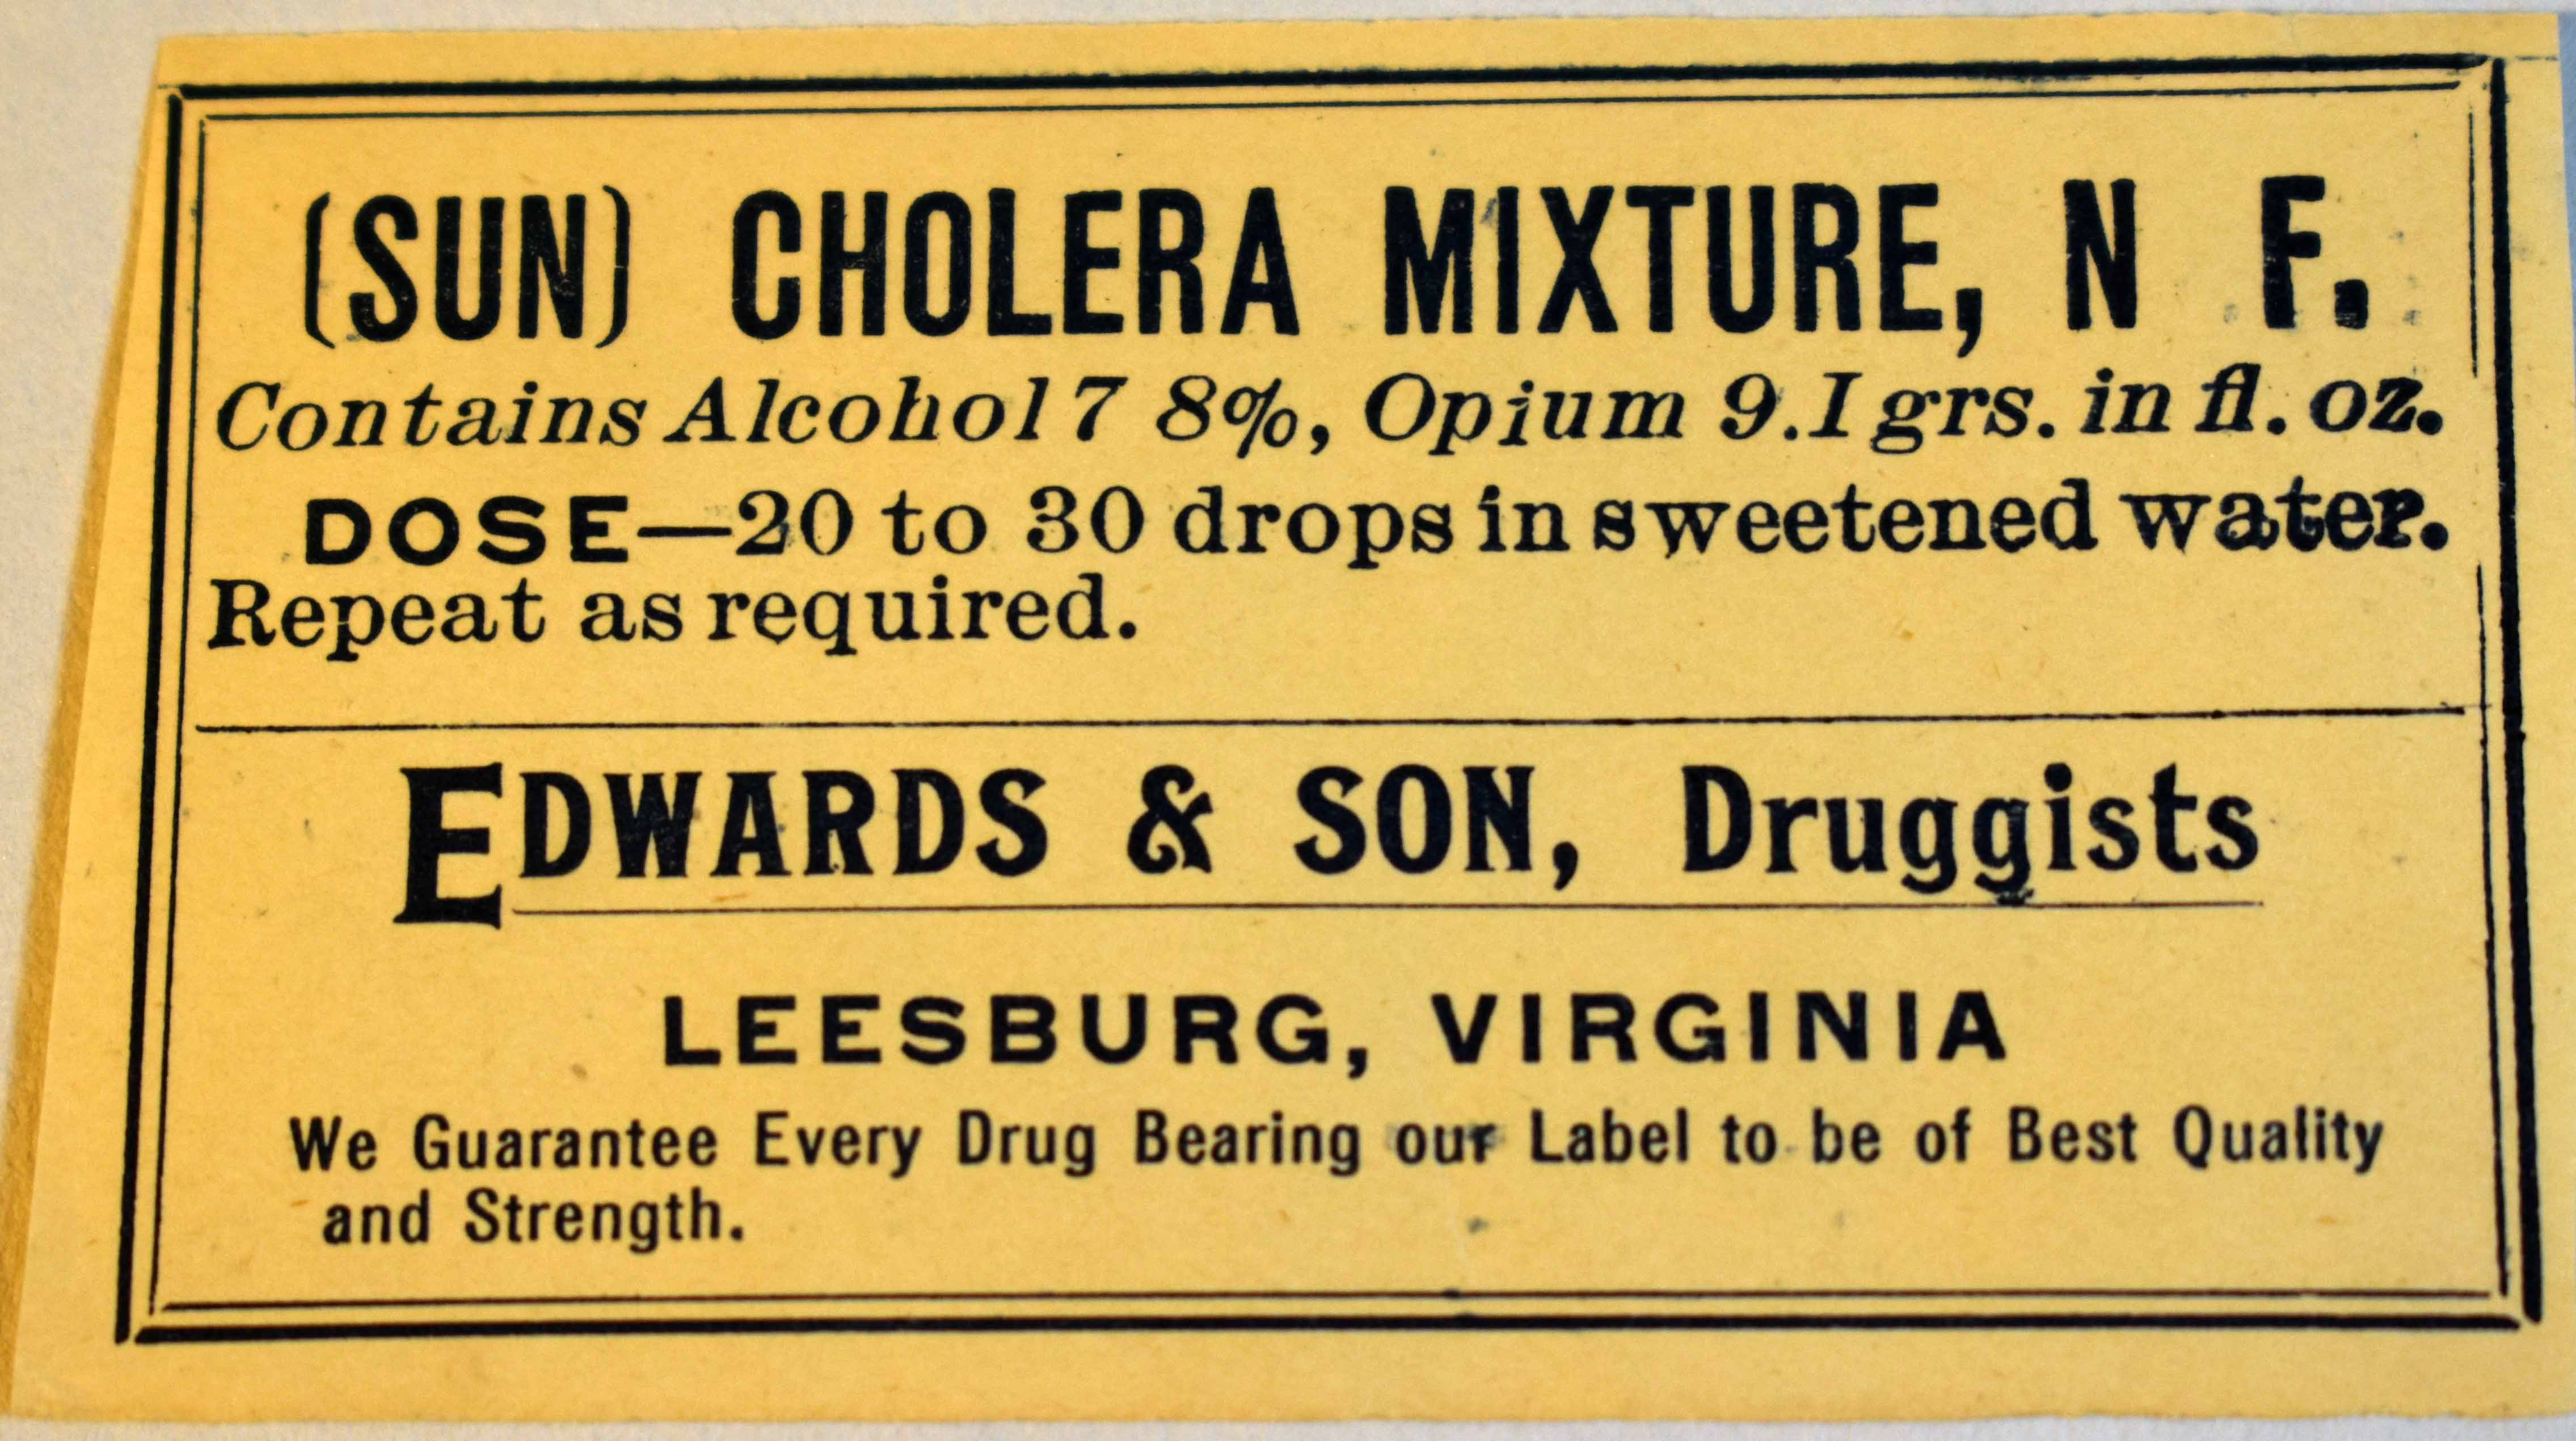 (SUN) CHOLERA MIXTURE, N F.
Contains Alcohol 7 8%, Opium 9.1 grs. in fl. oz.
DOSE—20 to 30 drops in sweetened water.
Repeat as required.
EDWARDS & SON, Druggists
LEESBURG, VIRGINIA
We Guarantee Every Drug Bearing our Label to be of Best Quality
and Strength.